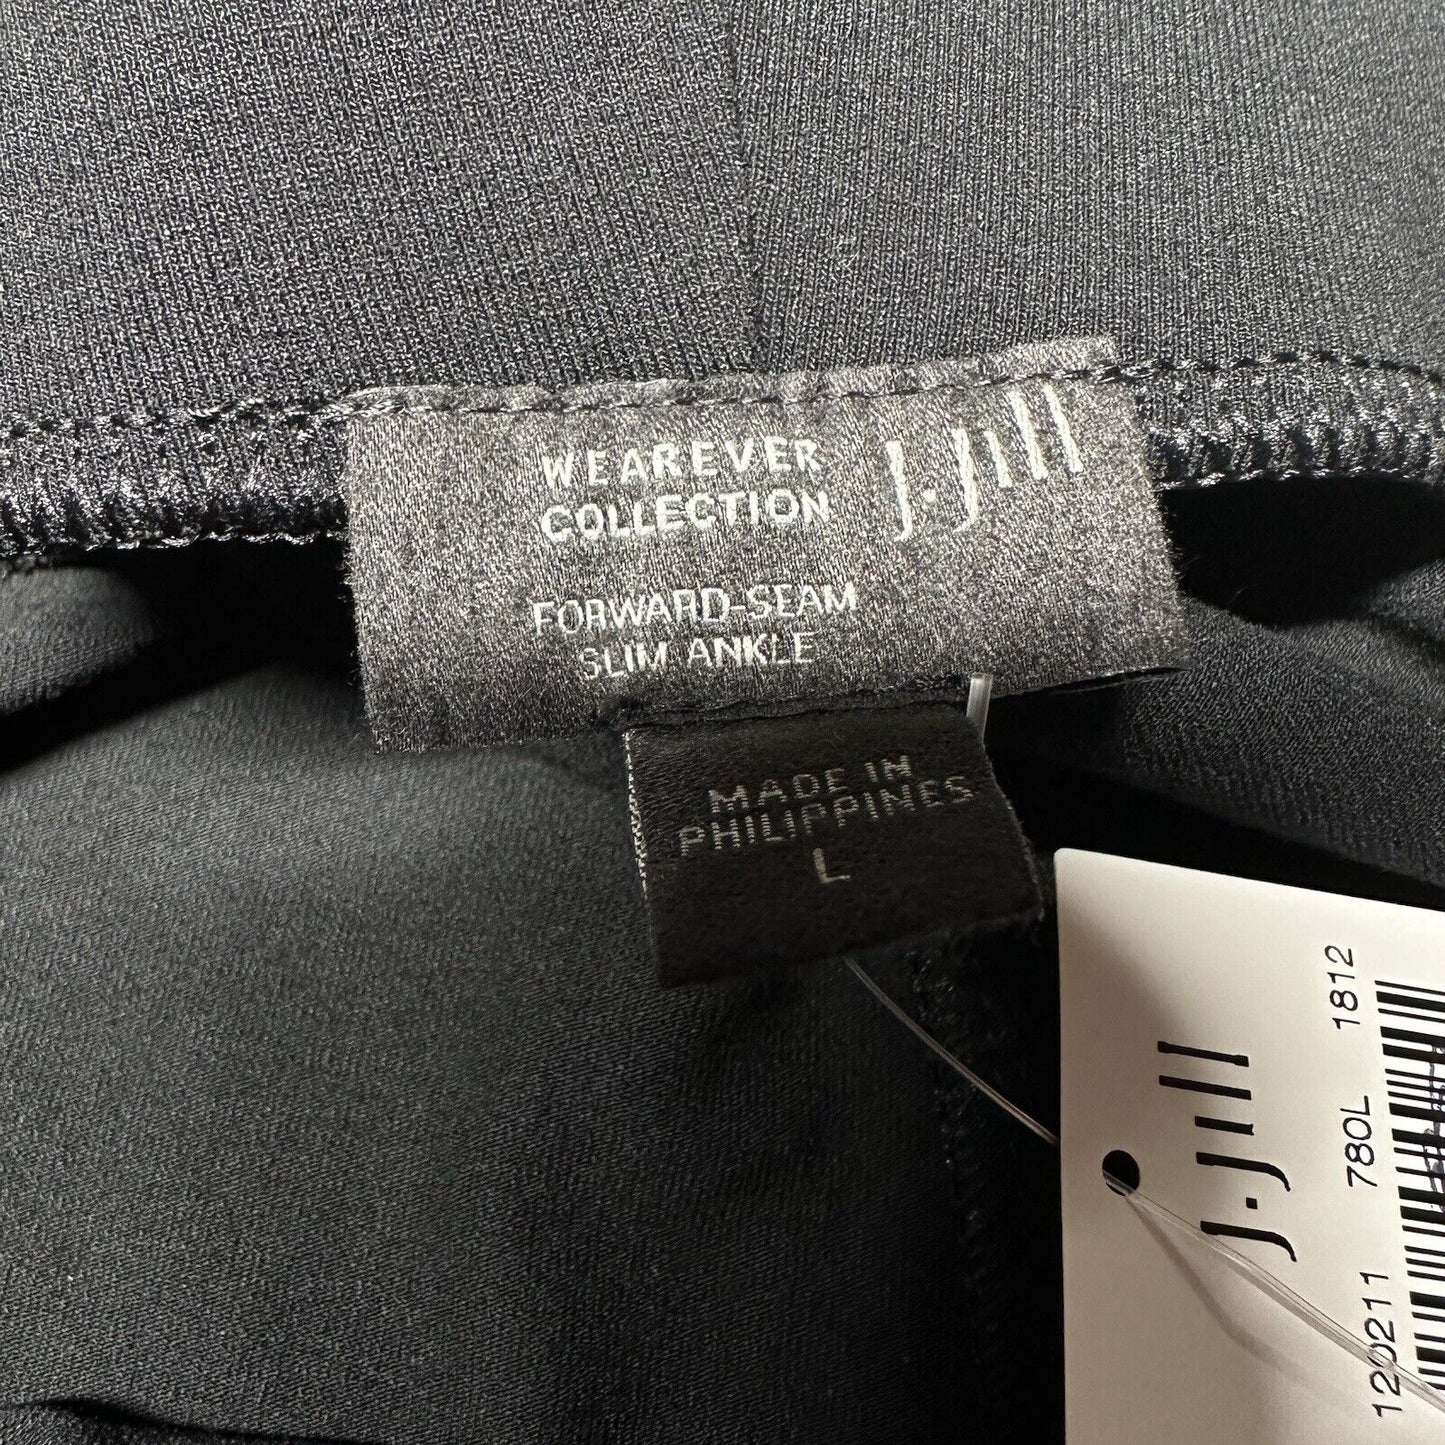 WEAREVER
COLLECTION
J.Jill
FORWARD-SEAM
SLIM ANKLE
MADE IN
PHILIPPINES
L
J.Jill
120211 780L 1812